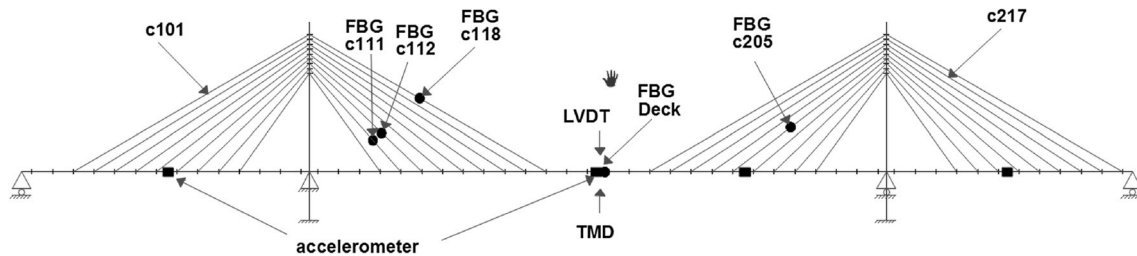 c101
FBG
c111
FBG
c112
FBG
c118
FBG
c205
c217
LVDT
FBG
Deck
TMD
accelerometer